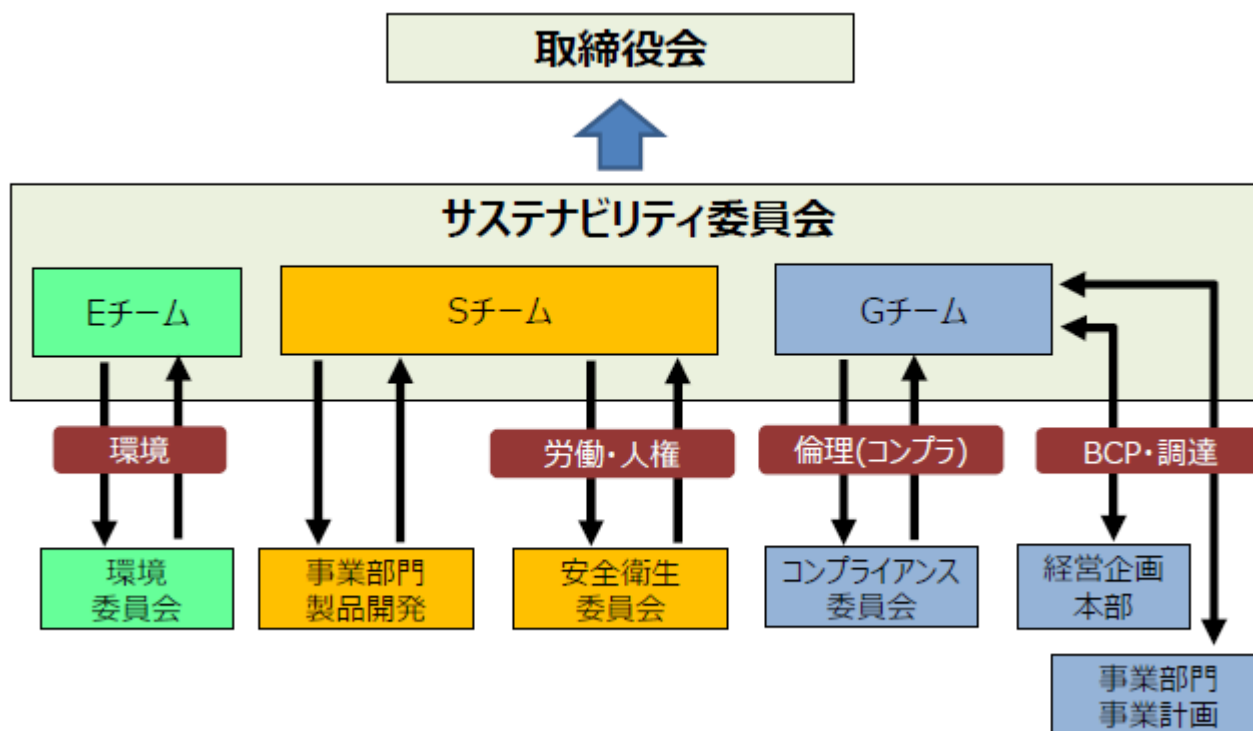 取締役会
サステナビリティ委員会
Eチーム
Sチーム
Gチーム
環境
労働・人権
倫理(コンプラ)
BCP・調達
環境
委員会
事業部門
製品開発
安全衛生
委員会
コンプライアンス
委員会
経営企画
本部
事業部門
事業計画